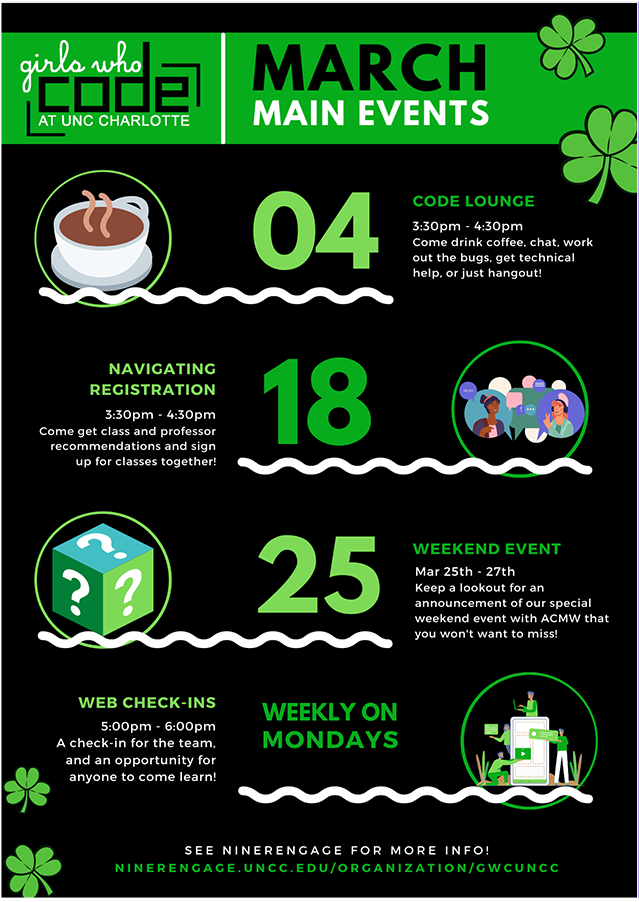 girls who
code
AT UNC CHARLOTTE
MARCH
MAIN EVENTS
04
CODE LOUNGE
3:30pm - 4:30pm
Come drink coffee, chat, work
out the bugs, get technical
help, or just hangout!
NAVIGATING
REGISTRATION
3:30pm - 4:30pm
Come get class and professor
recommendations and sign
up for classes together!
18
? ? ?
25
WEEKEND EVENT
Mar 25th - 27th
Keep a lookout for an
announcement of our special
weekend event with ACMW that
you won't want to miss!
WEB CHECK-INS
5:00pm - 6:00pm
A check-in for the team,
and an opportunity for
anyone to come learn!
WEEKLY ON
MONDAYS
SEE NINERENGAGE FOR MORE INFO!
NINERENGAGE.UNCC.EDU/ORGANIZATION/GWCUNCC